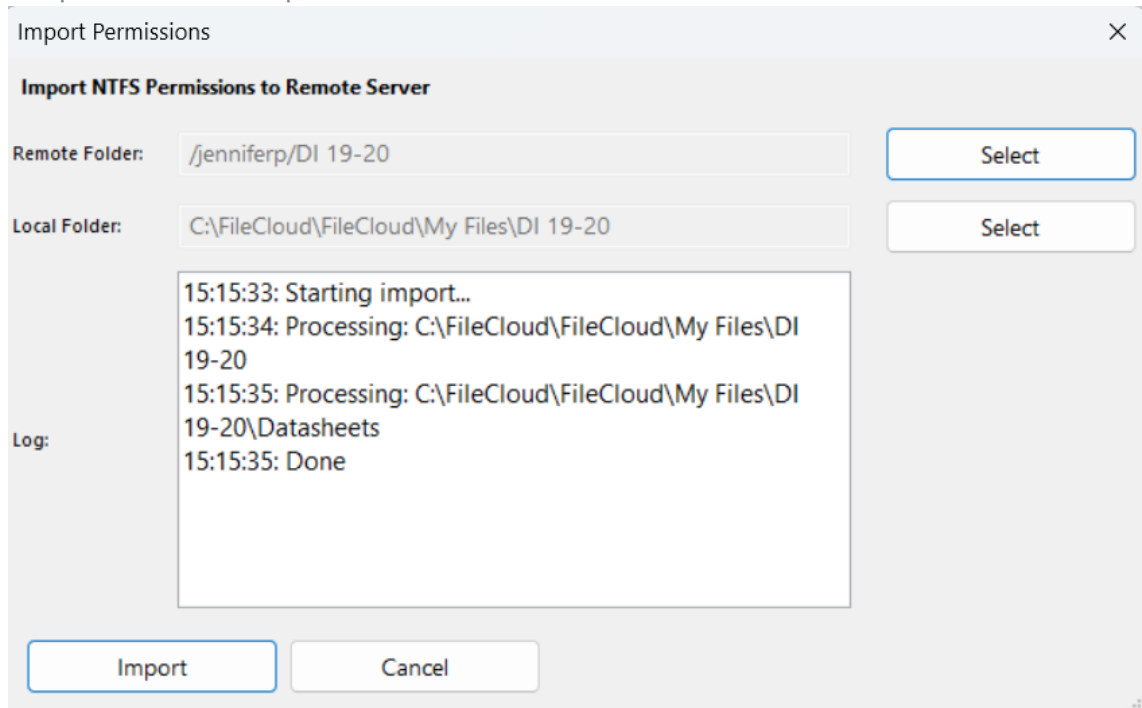 Import Permissions
Import NTFS Permissions to Remote Server
Remote Folder: /jenniferp/DI 19-20 Select
Local Folder: C:\FileCloud\FileCloud\My Files\DI 19-20 Select
Log:
15:15:33: Starting import...
15:15:34: Processing: C:\FileCloud\FileCloud\My Files\DI
19-20
15:15:35: Processing: C:\FileCloud\FileCloud\My Files\DI
19-20\Datasheets
15:15:35: Done
Import Cancel